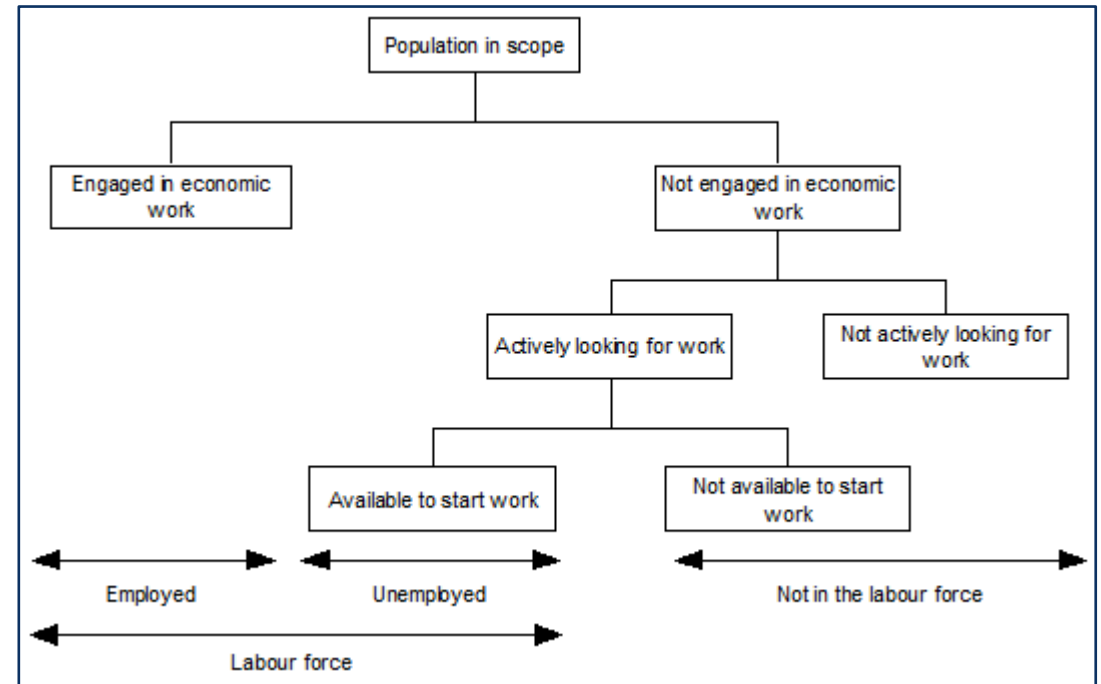 Population in scope
Engaged in economic
work
Not engaged in economic
work
Actively looking for work
Not actively looking for
work
Available to start work
Not available to start
work
Employed
Unemployed
Not in the labour force
Labour force